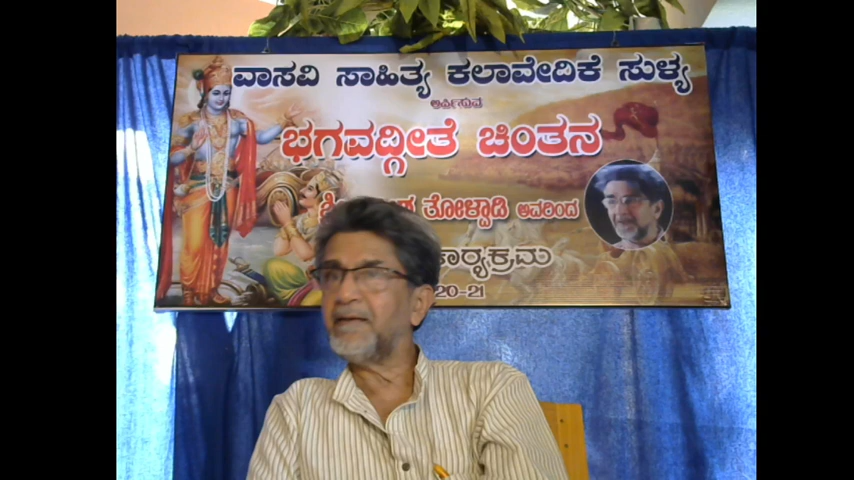 ವಾಸವಿ ಸಾಹಿತ್ಯ ಕಲಾವೇದಿಕೆ ಸುಳ್ಯ
ಅರ್ಪಿಸುವ
ಭಗವದ್ಗೀತೆ ಚಿಂತನ
ತೋಳ್ಪಾಡಿ ಅವರಿಂದ
ಕಾರ್ಯಕ್ರಮ
20-21